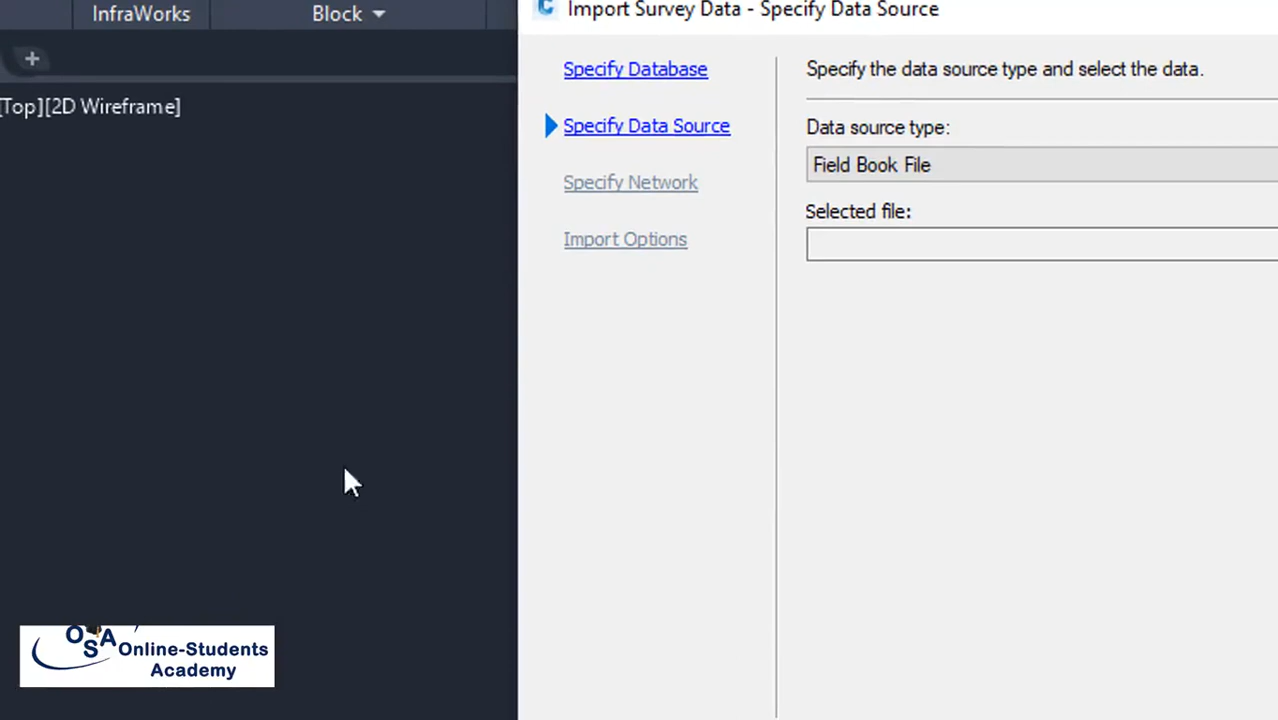 InfraWorks
Block
Import Survey Data - Specify Data Source
+
[Top][2D Wireframe]
Specify Database
Specify Data Source
Specify Network
Import Options
Specify the data source type and select the data.
Data source type:
Field Book File
Selected file:
OSA
Online-Students
Academy